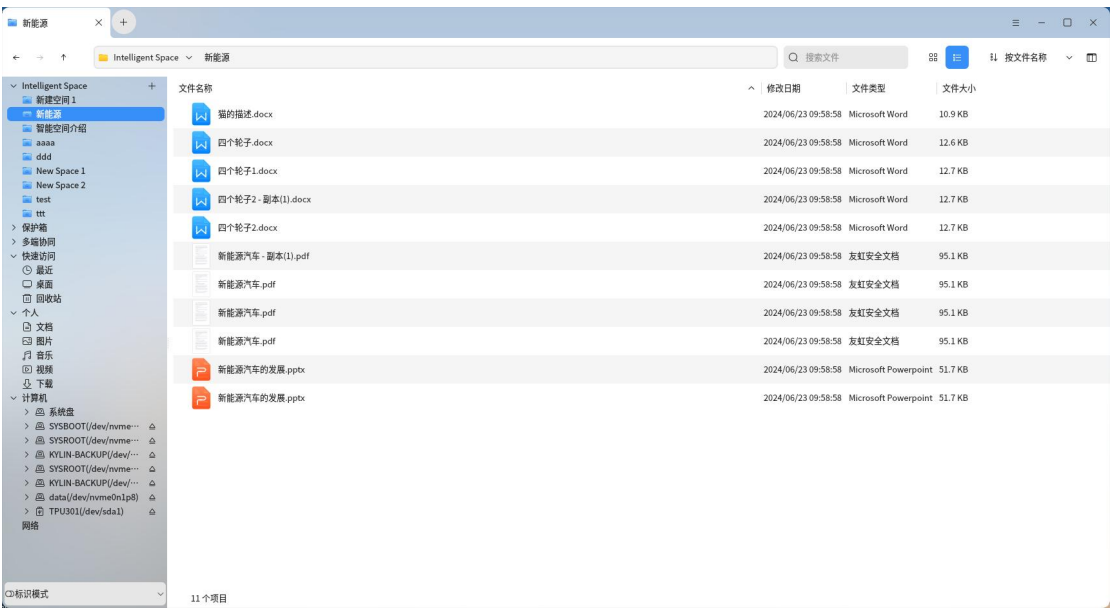 新能源
Intelligent Space 新能源
搜索文件
按文件名称
Intelligent Space
新建空间 1
新能源
智能空间介绍
aaaa
ddd
New Space 1
New Space 2
test
ttt
保护箱
多端协同
快速访问
最近
桌面
回收站
个人
文档
图片
音乐
视频
下载
计算机
系统盘
SYSBOOT(/dev/nvme···
SYSROOT(/dev/nvme···
KYLIN-BACKUP(/dev/···
SYSROOT(/dev/nvme···
KYLIN-BACKUP(/dev/···
data(/dev/nvme0n1p8)
TPU301(/dev/sda1)
网络
标识模式
文件名称 修改日期 文件类型 文件大小
猫的描述.docx 2024/06/23 09:58:58 Microsoft Word 10.9 KB
四个轮子.docx 2024/06/23 09:58:58 Microsoft Word 12.6 KB
四个轮子1.docx 2024/06/23 09:58:58 Microsoft Word 12.7 KB
四个轮子2 - 副本(1).docx 2024/06/23 09:58:58 Microsoft Word 12.7 KB
四个轮子2.docx 2024/06/23 09:58:58 Microsoft Word 12.7 KB
新能源汽车 - 副本(1).pdf 2024/06/23 09:58:58 友虹安全文档 95.1 KB
新能源汽车.pdf 2024/06/23 09:58:58 友虹安全文档 95.1 KB
新能源汽车.pdf 2024/06/23 09:58:58 友虹安全文档 95.1 KB
新能源汽车.pdf 2024/06/23 09:58:58 友虹安全文档 95.1 KB
新能源汽车的发展.pptx 2024/06/23 09:58:58 Microsoft Powerpoint 51.7 KB
新能源汽车的发展.pptx 2024/06/23 09:58:58 Microsoft Powerpoint 51.7 KB
11 个项目